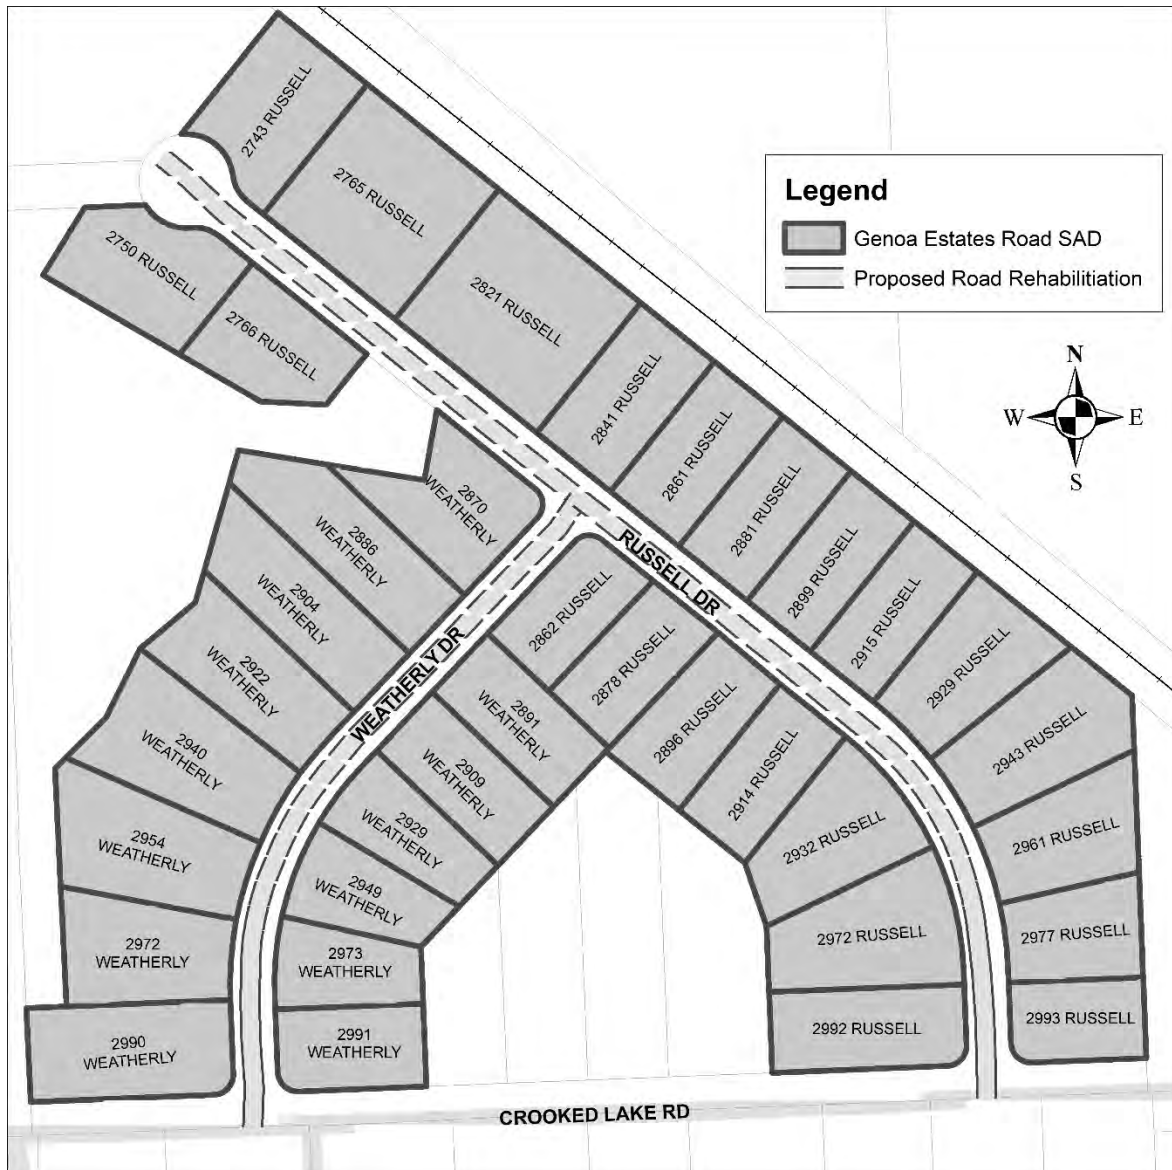 2743 RUSSELL
2765 RUSSELL
Legend
Genoa Estates Road SAD
Proposed Road Rehabilitiation
2750 RUSSELL
2766 RUSSELL
2821 RUSSELL
N
W
E
S
2841 RUSSELL
2861 RUSSELL
2881 RUSSELL
2899 RUSSELL
2915 RUSSELL
2929 RUSSELL
2943 RUSSELL
2961 RUSSELL
2977 RUSSELL
2993 RUSSELL
RUSSELL DR
2870
WEATHERLY
2886
WEATHERLY
2904
WEATHERLY
2922
WEATHERLY
2940
WEATHERLY
2954
WEATHERLY
2972
WEATHERLY
2990
WEATHERLY
WEATHERLY DR
2862 RUSSELL
2878 RUSSELL
2896 RUSSELL
2914 RUSSELL
2932 RUSSELL
2972 RUSSELL
2992 RUSSELL
2891
WEATHERLY
2909
WEATHERLY
2929
WEATHERLY
2949
WEATHERLY
2973
WEATHERLY
2991
WEATHERLY
CROOKED LAKE RD